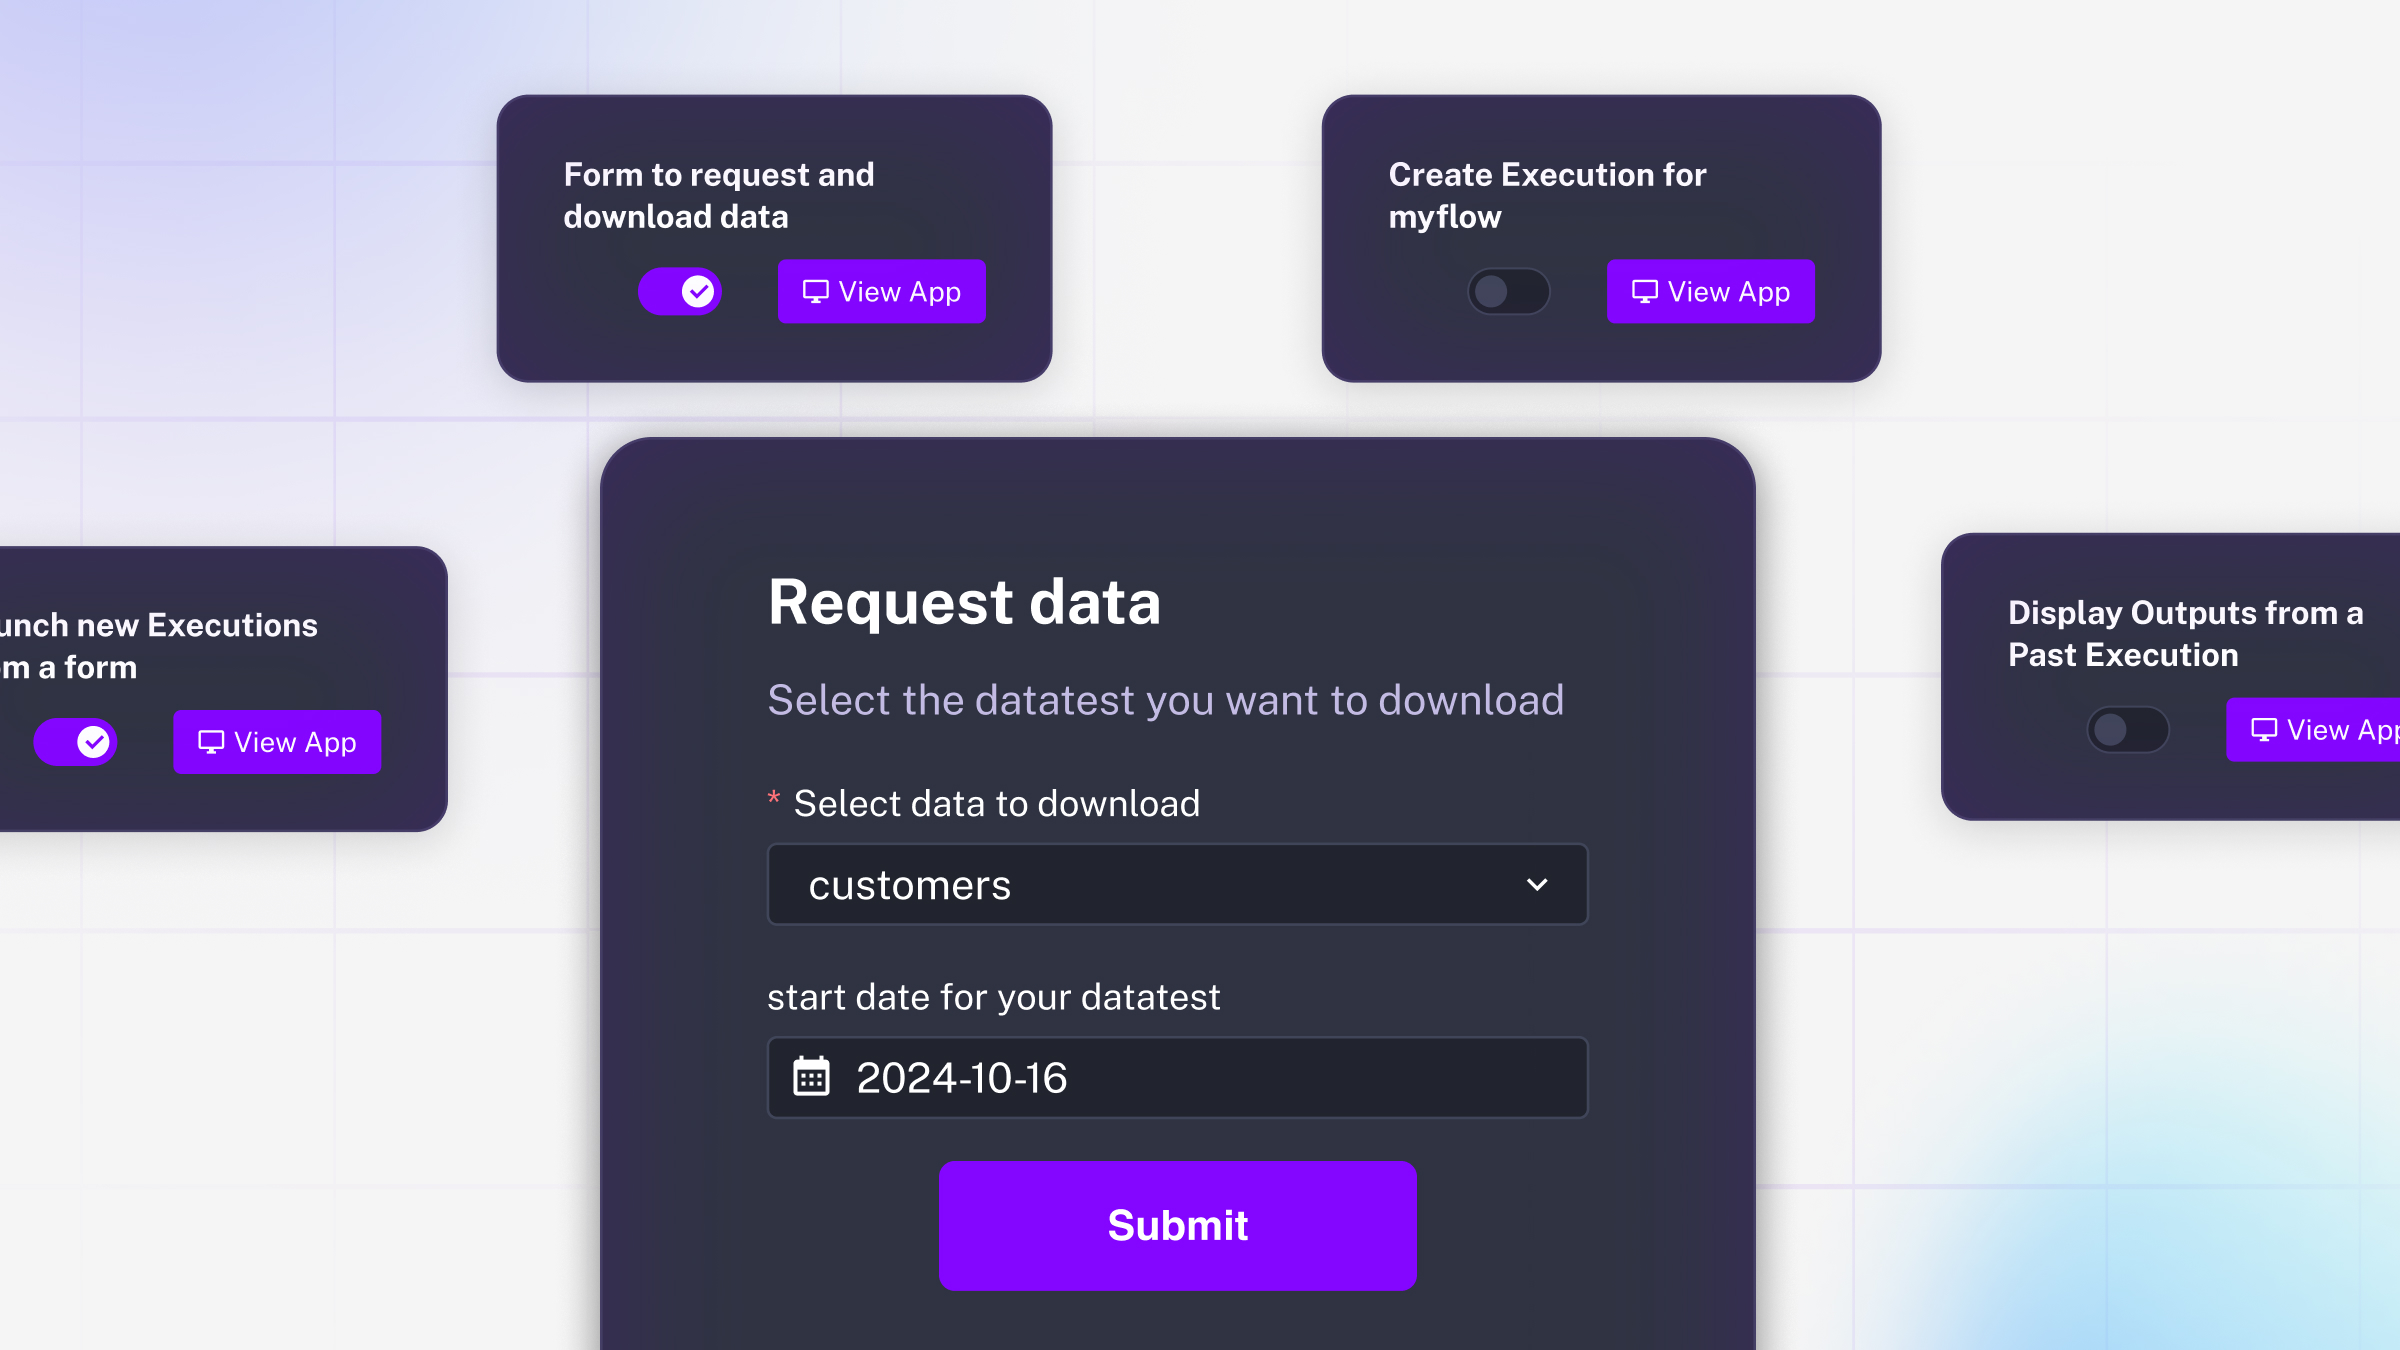 Form to request and
download data
View App
Create Execution for
myflow
View App
unch new Executions
m a form
View App
Request data
Select the datatest you want to download
* Select data to download
customers
start date for your datatest
2024-10-16
Submit
Display Outputs from a
Past Execution
View App